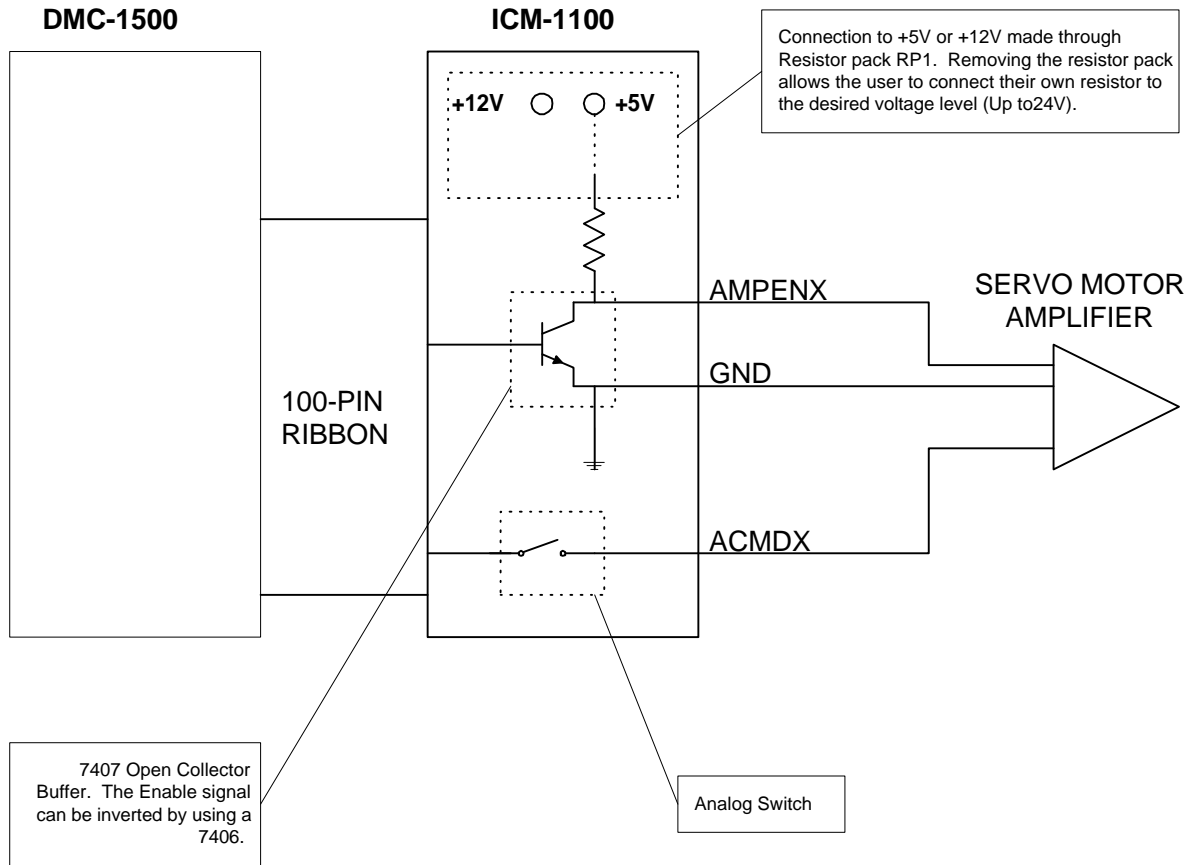 DMC-1500
ICM-1100
Connection to +5V or +12V made through
Resistor pack RP1. Removing the resistor pack
allows the user to connect their own resistor to
the desired voltage level (Up to24V).
+12V
+5V
AMPENX
SERVO MOTOR
AMPLIFIER
GND
100-PIN
RIBBON
ACMDX
7407 Open Collector
Buffer. The Enable signal
can be inverted by using a
7406.
Analog Switch